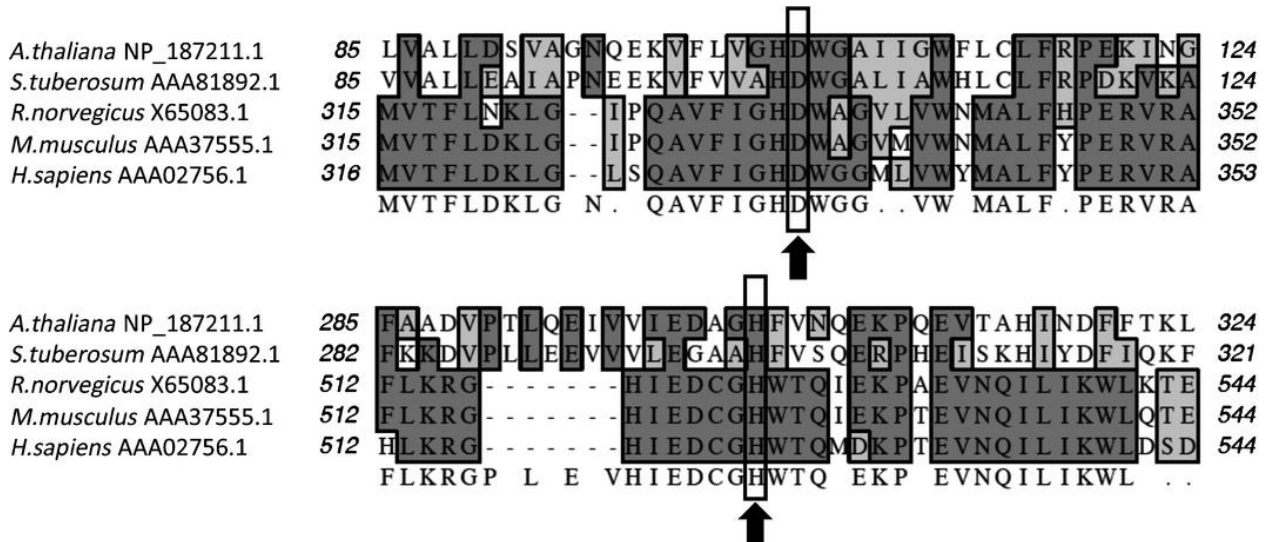 A.thaliana NP_187211.1 85 LVALLDSVAGNQEKVFLVGHDWGAIIGWFLCLFRPEKING 124
S.tuberosum AAA81892.1 85 VVALLEAIAPNEEKVFVVAHDWGALIAWHLCLFRPDKVKA 124
R.norvegicus X65083.1 315 MVTFLNKLG--IPQAVFIGHDWAGVLVWNMALFHPERVRA 352
M.musculus AAA37555.1 315 MVTFLDKLG--IPQAVFIGHDWAGVMVWNMALFYPERVRA 352
H.sapiens AAA02756.1 316 MVTFLDKLG--LSQAVFIGHDWGGMLVWYMALFYPERVRA 353
MVTFLDKLG N. QAVFIGHDWGG..VW MALF.PERVRA
A.thaliana NP_187211.1 285 FAADVPTLQEIVVIEDAGHFVNQEKPQEVTAHINDFFTKL 324
S.tuberosum AAA81892.1 282 FKKDVPLLEEVVVLEGAAHFVSQERPHEISKHIYDFIQKF 321
R.norvegicus X65083.1 512 FLKRG-------HIEDCGHWTQIEKPAEVNQILIKWLKTE 544
M.musculus AAA37555.1 512 FLKRG-------HIEDCGHWTQIEKPTEVNQILIKWLQTE 544
H.sapiens AAA02756.1 512 HLKRG-------HIEDCGHWTQMDKPTEVNQILIKWLDSD 544
FLKRGP L E VHIEDCGHWTQ EKP EVNQILIKWL ..